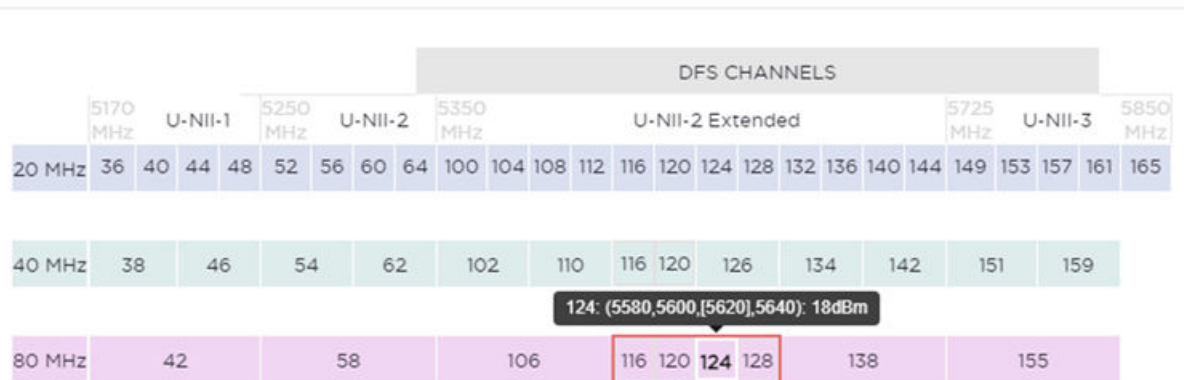 DFS CHANNELS
5170 MHz U-NII-1 5250 MHz U-NII-2 5350 MHz U-NII-2 Extended 5725 MHz U-NII-3 5850 MHz
20 MHz 36 40 44 48 52 56 60 64 100 104 108 112 116 120 124 128 132 136 140 144 149 153 157 161 165
40 MHz 38 46 54 62 102 110 116 120 126 134 142 151 159
124: (5580,5600,[5620],5640): 18dBm
80 MHz 42 58 106 116 120 124 128 138 155